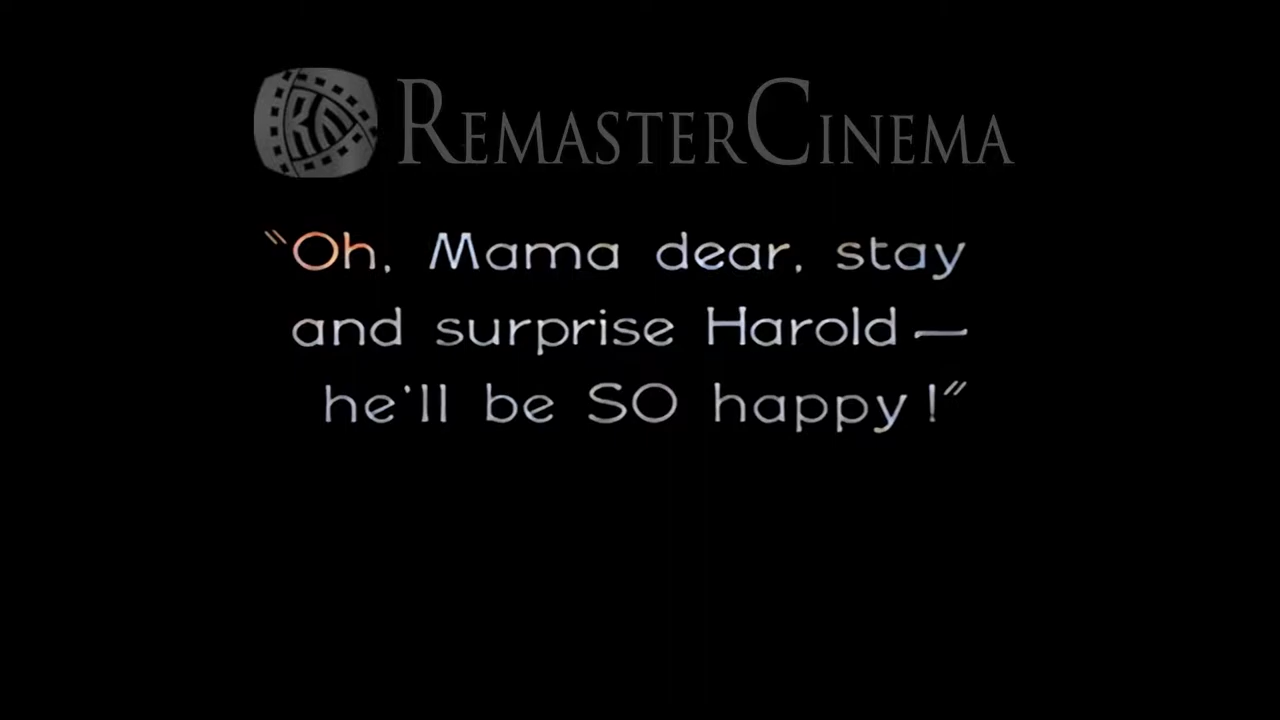 REMASTERCINEMA
"Oh, Mama dear, stay
and surprise Harold —
he'll be SO happy!"